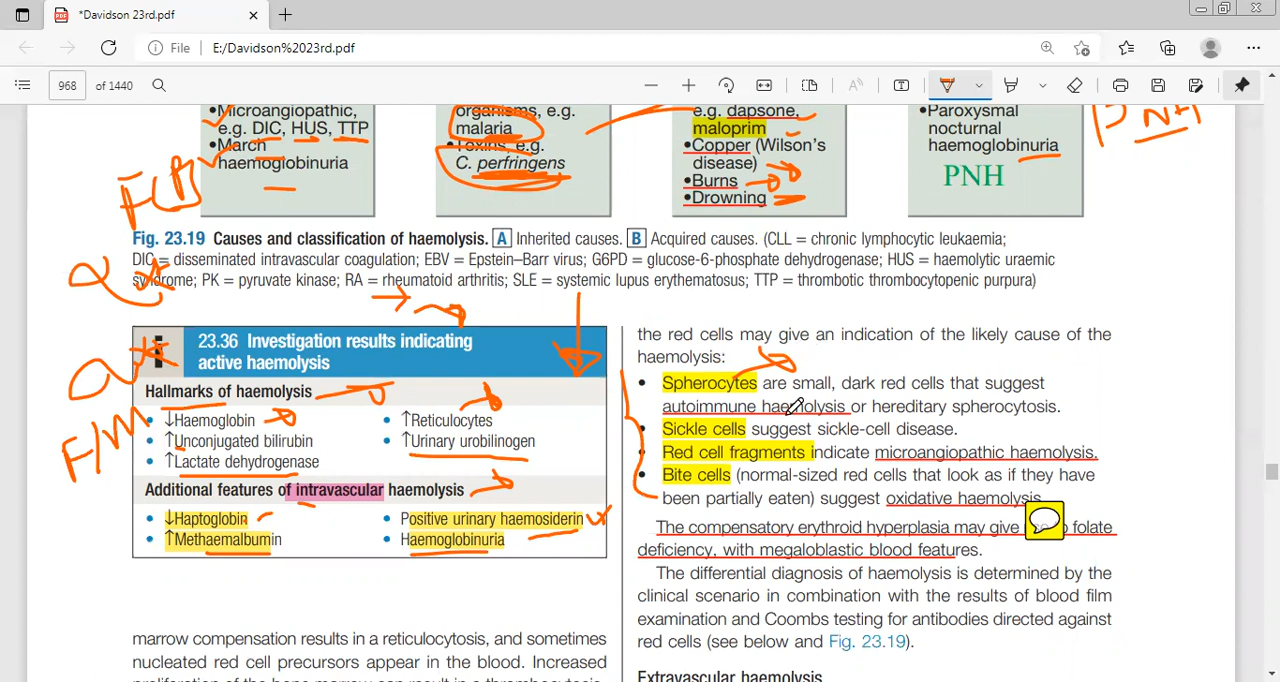 *Davidson 23rd.pdf
File
E:/Davidson%2023rd.pdf
968 of 1440
•Microangiopathic,
e.g. DIC, HUS, TTP
•March
haemoglobinuria
organisms, e.g.
malaria
•Toxins, e.g.
C. perfringens
e.g. dapsone,
maloprim
•Copper (Wilson's
disease)
•Burns
•Drowning
•Paroxysmal
nocturnal
haemoglobinuria
PNH
PNH
Fig. 23.19 Causes and classification of haemolysis. A Inherited causes. B Acquired causes. (CLL = chronic lymphocytic leukaemia;
DIC = disseminated intravascular coagulation; EBV = Epstein–Barr virus; G6PD = glucose-6-phosphate dehydrogenase; HUS = haemolytic uraemic
syndrome; PK = pyruvate kinase; RA = rheumatoid arthritis; SLE = systemic lupus erythematosus; TTP = thrombotic thrombocytopenic purpura)
23.36 Investigation results indicating
active haemolysis
Hallmarks of haemolysis
• ↓Haemoglobin
• ↑Unconjugated bilirubin
• ↑Lactate dehydrogenase
• ↑Reticulocytes
• ↑Urinary urobilinogen
Additional features of intravascular haemolysis
• ↓Haptoglobin
• ↑Methaemalbumin
• Positive urinary haemosiderin
• Haemoglobinuria
F/M
marrow compensation results in a reticulocytosis, and sometimes
nucleated red cell precursors appear in the blood. Increased
proliferation of the bone marrow can result in a thrombocytosis,
the red cells may give an indication of the likely cause of the
haemolysis:
• Spherocytes are small, dark red cells that suggest
autoimmune haemolysis or hereditary spherocytosis.
• Sickle cells suggest sickle-cell disease.
• Red cell fragments indicate microangiopathic haemolysis.
• Bite cells (normal-sized red cells that look as if they have
been partially eaten) suggest oxidative haemolysis.
The compensatory erythroid hyperplasia may give to folate
deficiency, with megaloblastic blood features.
The differential diagnosis of haemolysis is determined by the
clinical scenario in combination with the results of blood film
examination and Coombs testing for antibodies directed against
red cells (see below and Fig. 23.19).
Extravascular haemolysis